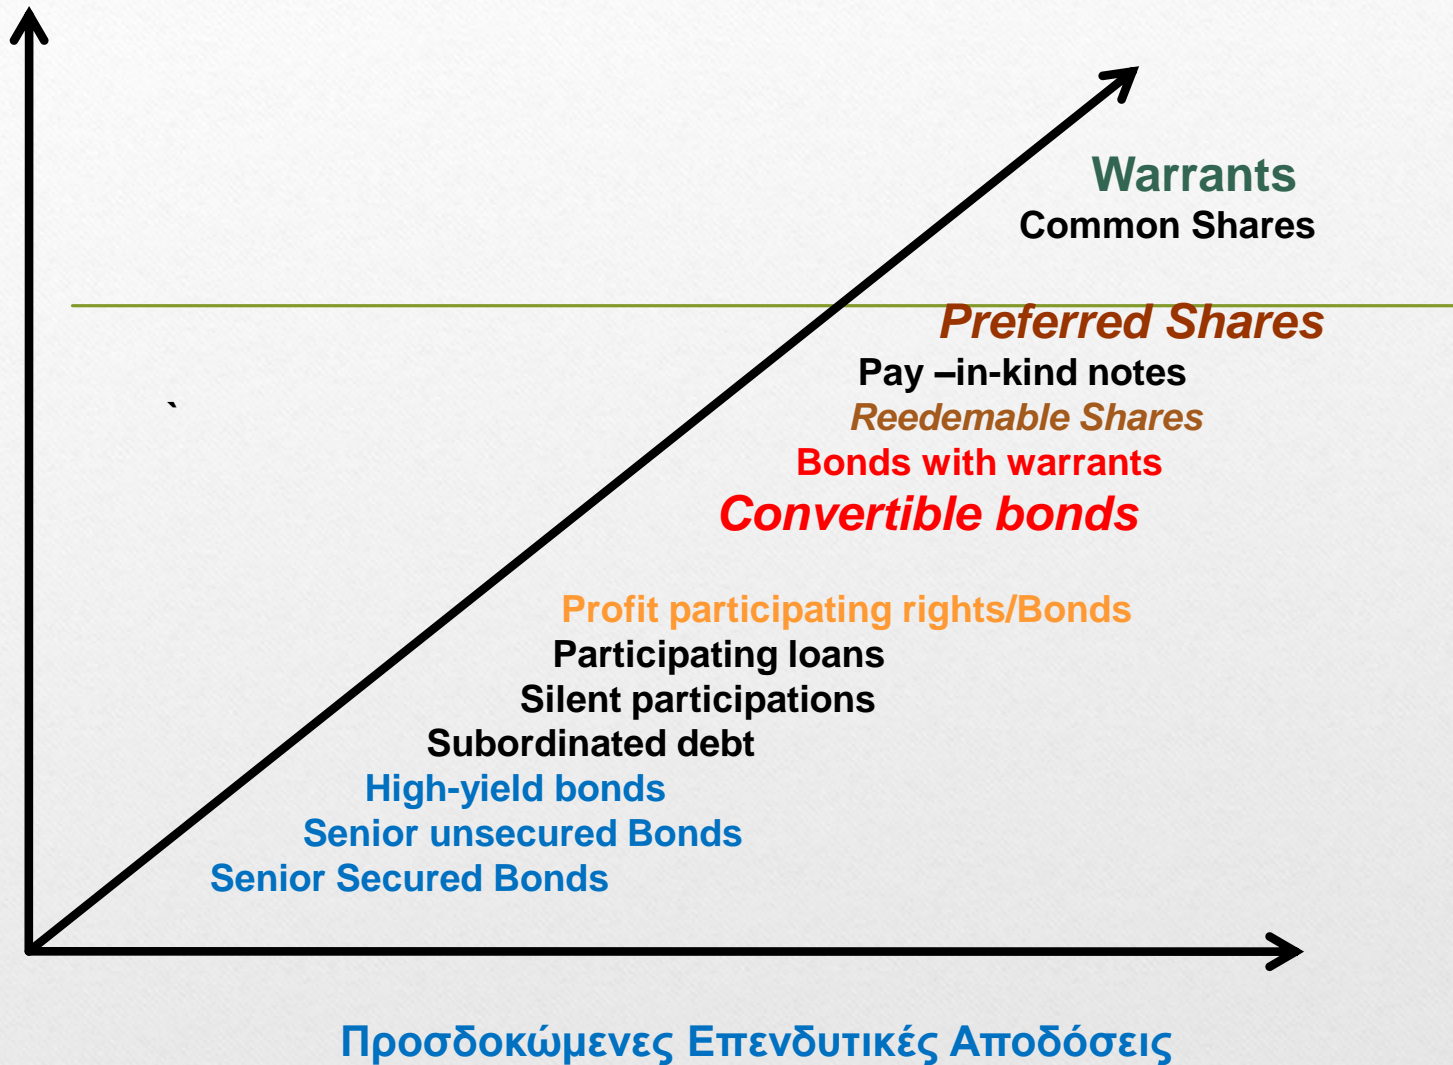 Warrants
Common Shares
Preferred Shares
Pay –in-kind notes
`
Reedemable Shares
Bonds with warrants
Convertible bonds
Profit participating rights/Bonds
Participating loans
Silent participations
Subordinated debt
High-yield bonds
Senior unsecured Bonds
Senior Secured Bonds
Προσδοκώμενες Επενδυτικές Αποδόσεις